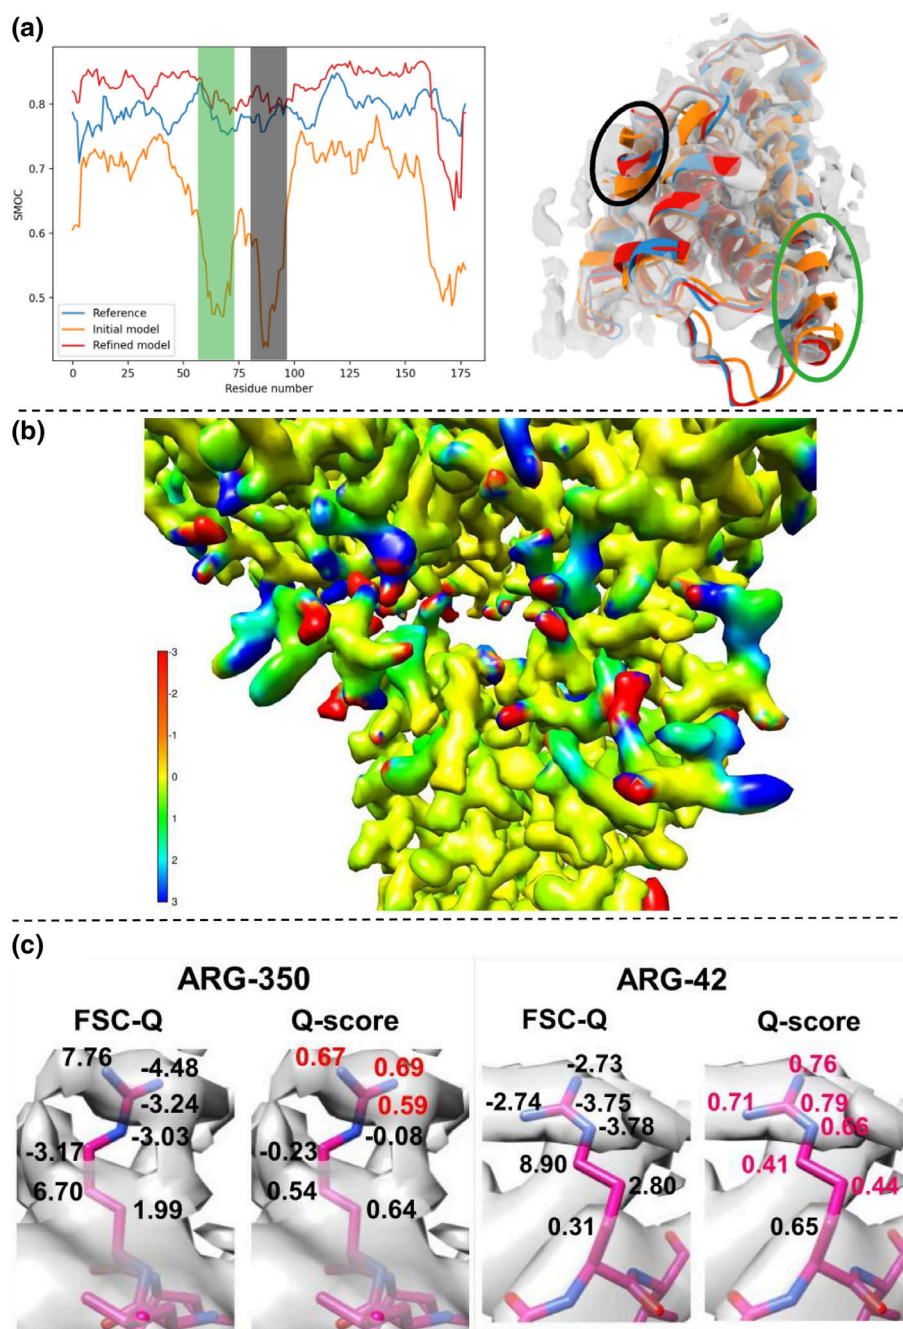 (a)
0.8
0.7
0.6
0.5
SMOC
Reference
Initial model
Refined model
0 25 50 75 100 125 150 175
Residue number
(b)
-3
-2
-1
0
1
2
3
(c)
ARG-350
FSC-Q Q-score
7.76
-4.48
-3.24
-3.03
-3.17
6.70
1.99
0.67
0.69
0.59
-0.08
-0.23
0.54
0.64
ARG-42
FSC-Q Q-score
-2.73
-2.74 -3.75
-3.78
8.90
2.80
0.31
0.76
0.71 0.79
0.66
0.41
0.44
0.65